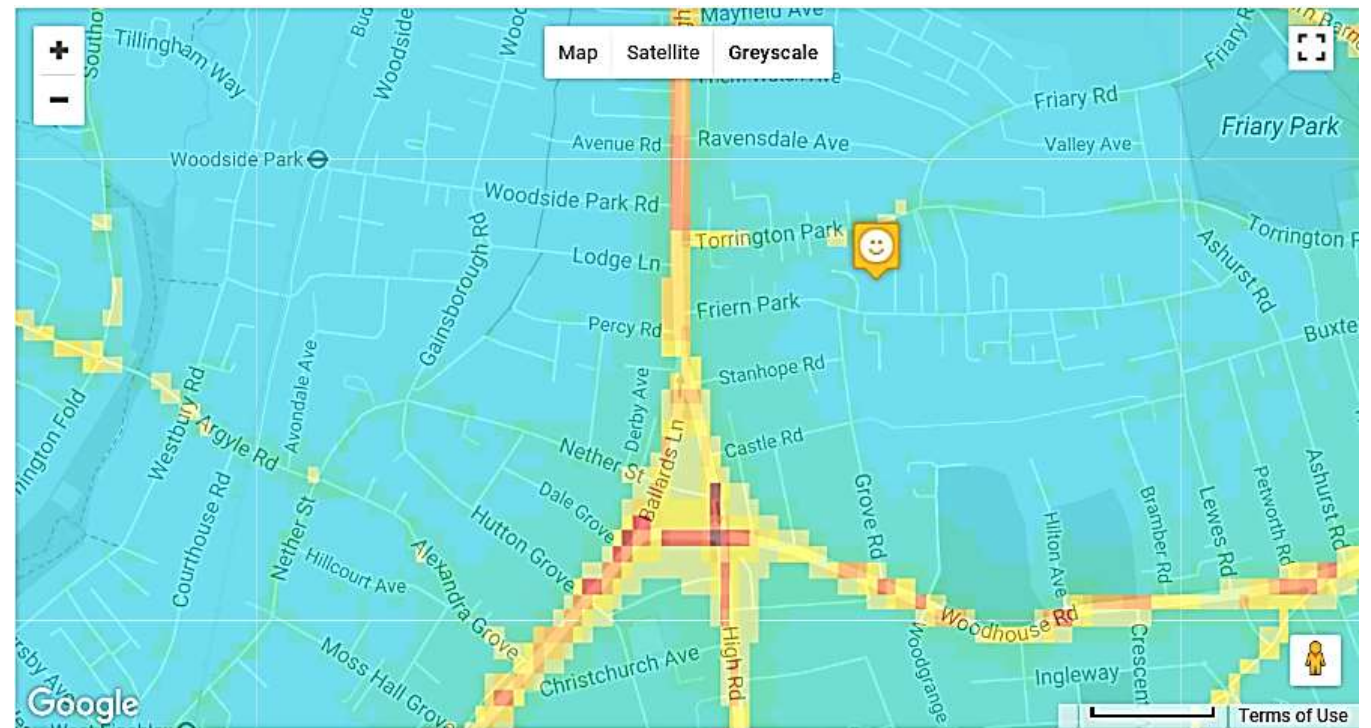 Mayfield Ave
+
−
Map Satellite Greyscale
Tillingham Way
Woodside
Friary Rd
Friary Park
Avenue Rd
Ravensdale Ave
Valley Ave
Woodside Park
Woodside Park Rd
Torrington Park
Lodge Ln
Gainsborough Rd
Ashurst Rd
Friern Park
Percy Rd
Stanhope Rd
Derby Ave
Avondale Ave
Westbury Rd
Argyle Rd
Nether St
Ballards Ln
Castle Rd
Courthouse Rd
Nether St
Dale Grove
Hutton Grove
Grove Rd
Hilton Ave
Bramber Rd
Lewes Rd
Petworth Rd
Ashurst Rd
Hillcourt Ave
Alexandra Grove
Woodhouse Rd
High Rd
Woodgrange
Crescent
Moss Hall Grove
Christchurch Ave
Ingleway
Google
Terms of Use